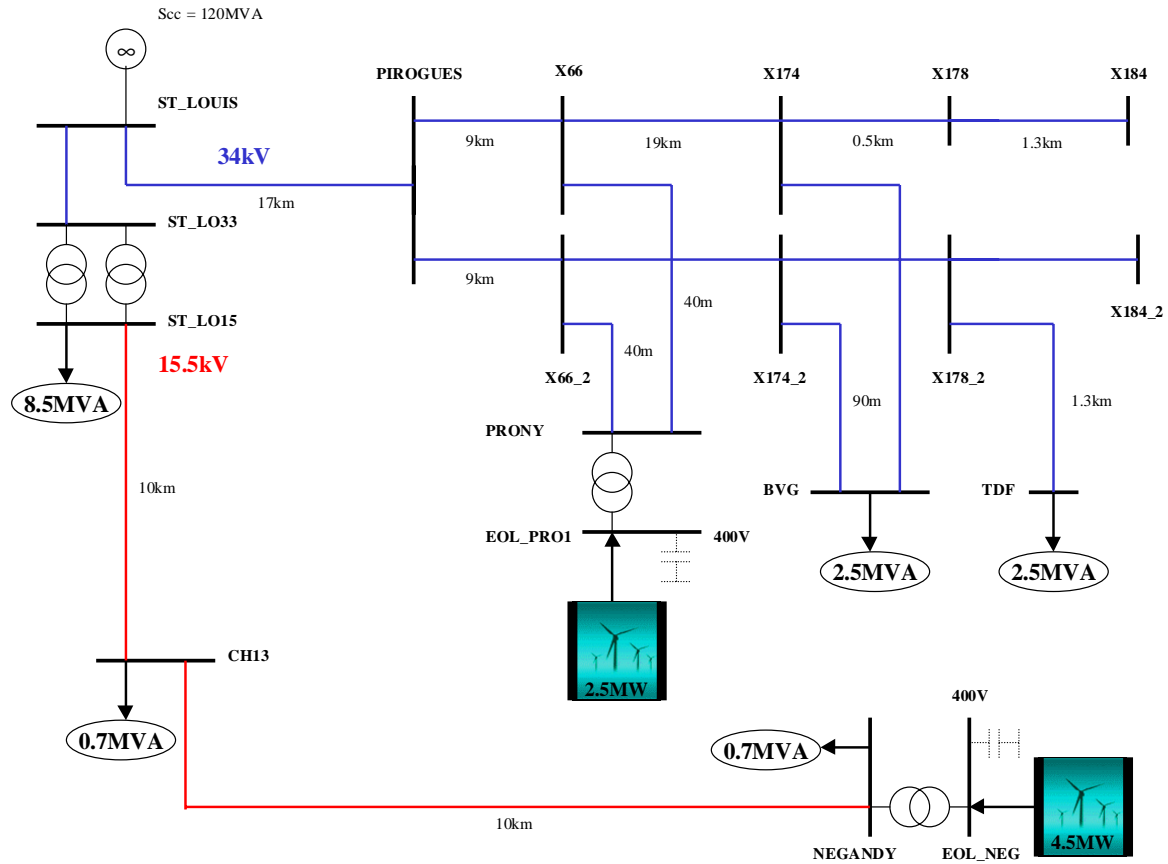 Scc = 120MVA
∞
ST_LOUIS
PIROGUES
X66
X174
X178
X184
9km
19km
0.5km
1.3km
34kV
17km
ST_LO33
9km
40m
X184_2
ST_LO15
15.5kV
40m
X66_2
X174_2
X178_2
8.5MVA
90m
1.3km
PRONY
10km
BVG
TDF
EOL_PRO1
400V
2.5MVA
2.5MVA
CH13
2.5MW
400V
0.7MVA
0.7MVA
10km
NEGANDY
EOL_NEG
4.5MW